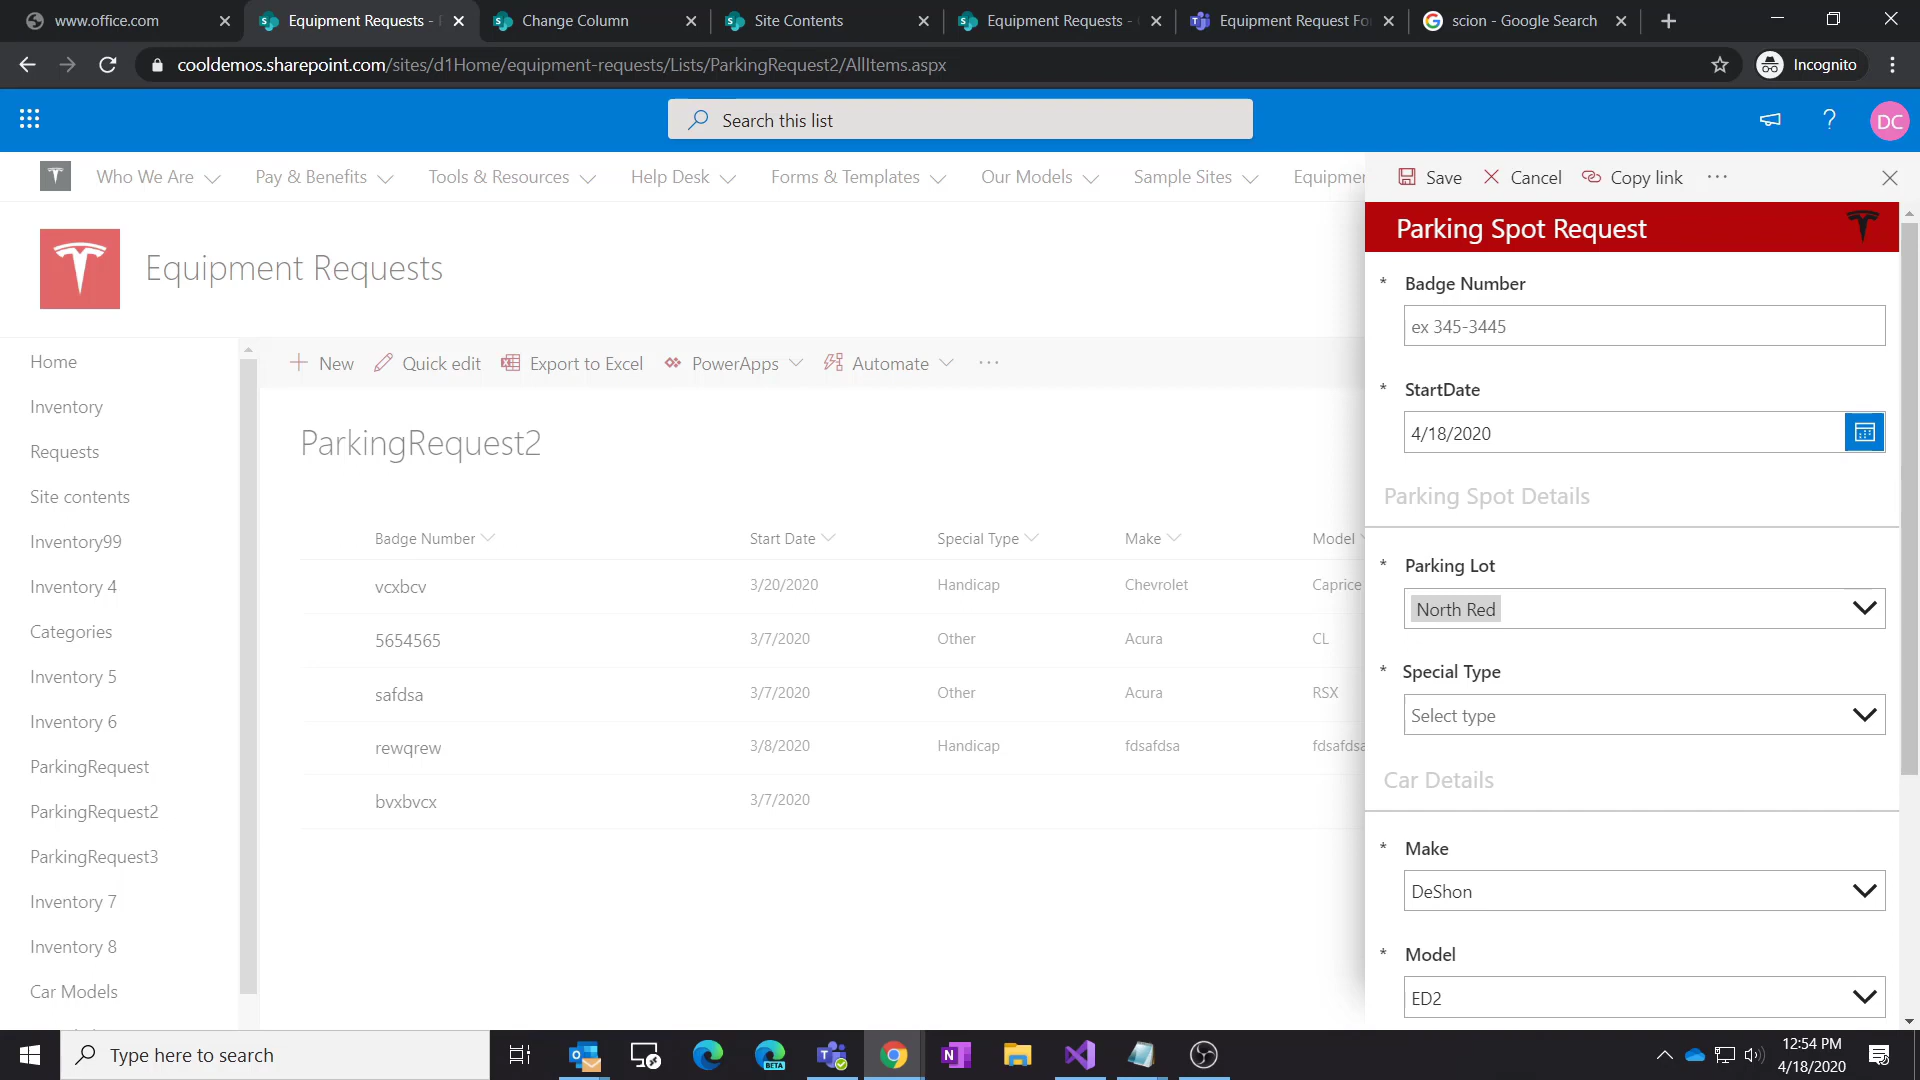 www.office.com
Equipment Requests -
Change Column
Site Contents
Equipment Requests -
Equipment Request Fo
scion - Google Search
cooldemos.sharepoint.com/sites/d1Home/equipment-requests/Lists/ParkingRequest2/AllItems.aspx
Incognito
Search this list
DC
Who We Are
Pay & Benefits
Tools & Resources
Help Desk
Forms & Templates
Our Models
Sample Sites
Equipmer
Save
Cancel
Copy link
Parking Spot Request
Equipment Requests
* Badge Number
ex 345-3445
Home
Inventory
Requests
Site contents
Inventory99
Inventory 4
Categories
Inventory 5
Inventory 6
ParkingRequest
ParkingRequest2
ParkingRequest3
Inventory 7
Inventory 8
Car Models
New
Quick edit
Export to Excel
PowerApps
Automate
ParkingRequest2
Badge Number Start Date Special Type Make Model
vcxbcv 3/20/2020 Handicap Chevrolet Caprice
5654565 3/7/2020 Other Acura CL
safdsa 3/7/2020 Other Acura RSX
rewqrew 3/8/2020 Handicap fdsafdsa fdsafdsa
bvxbvcx 3/7/2020
* StartDate
4/18/2020
Parking Spot Details
* Parking Lot
North Red
* Special Type
Select type
Car Details
* Make
DeShon
* Model
ED2
Type here to search
BETA
12:54 PM
4/18/2020